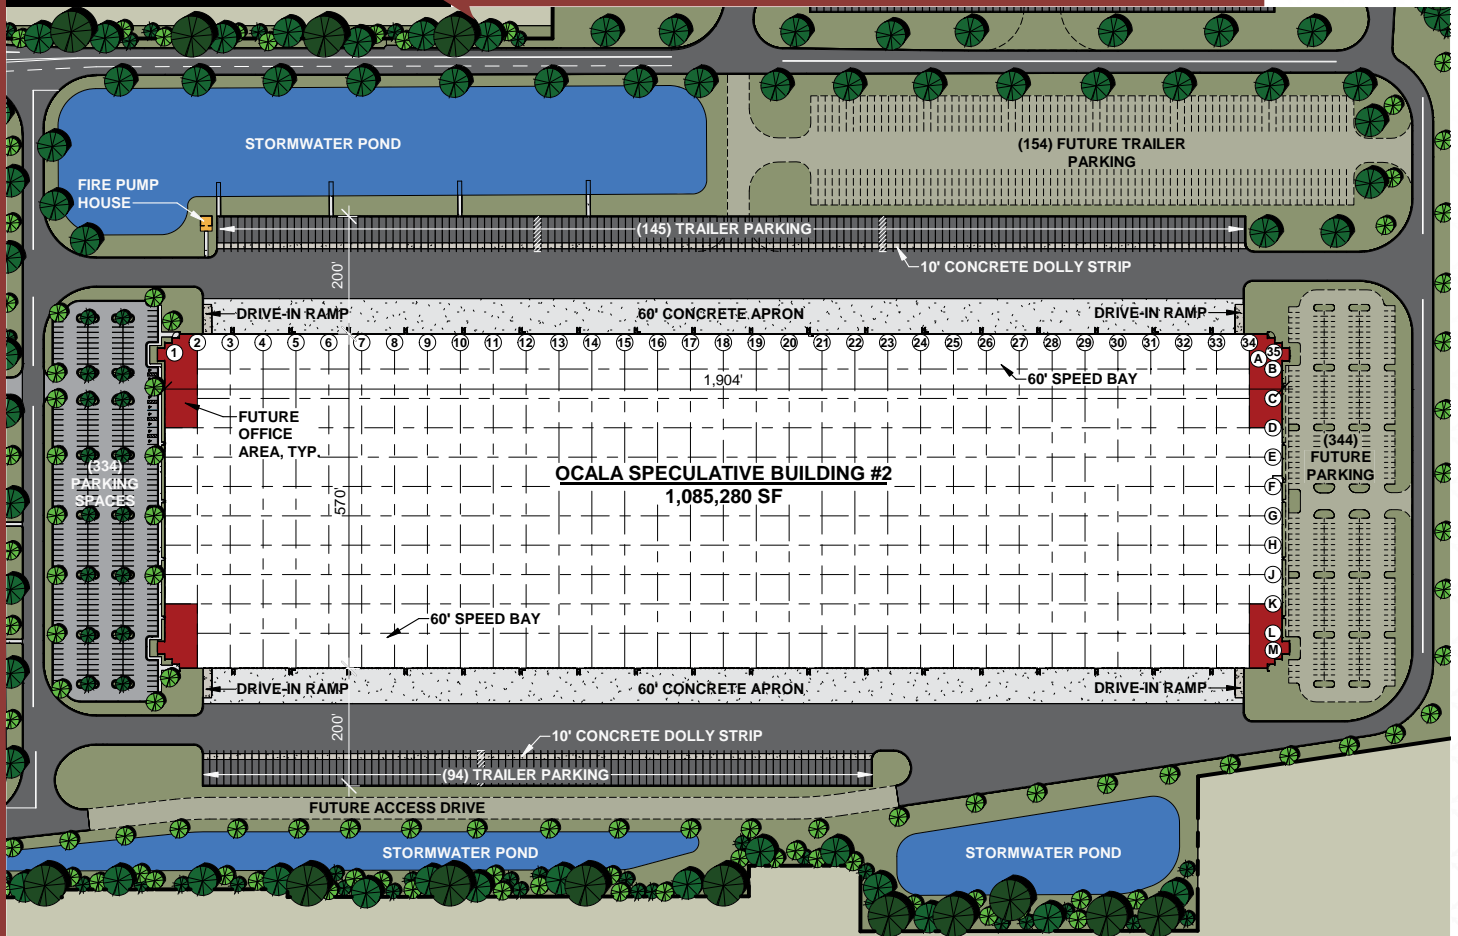 STORMWATER POND
(154) FUTURE TRAILER
PARKING
FIRE PUMP
HOUSE
(145) TRAILER PARKING
10' CONCRETE DOLLY STRIP
200'
DRIVE-IN RAMP
60' CONCRETE APRON
DRIVE-IN RAMP
1 2 3 4 5 6 7 8 9 10 11 12 13 14 15 16 17 18 19 20 21 22 23 24 25 26 27 28 29 30 31 32 33 34 35
A
B
C
D
E
F
G
H
J
K
L
M
1,904'
60' SPEED BAY
FUTURE
OFFICE
AREA, TYP.
(334)
PARKING
SPACES
570'
OCALA SPECULATIVE BUILDING #2
1,085,280 SF
(344)
FUTURE
PARKING
60' SPEED BAY
DRIVE-IN RAMP
60' CONCRETE APRON
DRIVE-IN RAMP
200'
10' CONCRETE DOLLY STRIP
(94) TRAILER PARKING
FUTURE ACCESS DRIVE
STORMWATER POND
STORMWATER POND